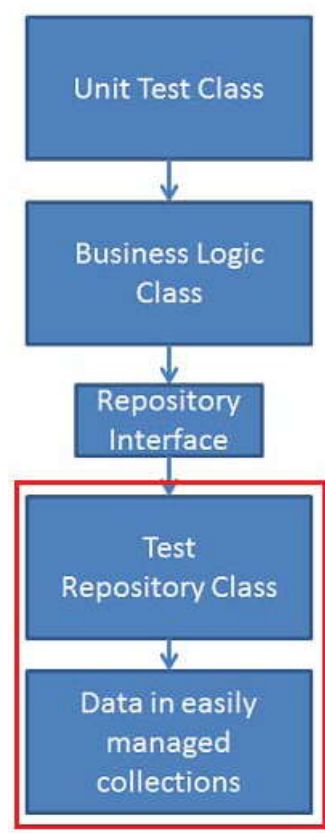 Unit Test Class
Business Logic
Class
Repository
Interface
Test
Repository Class
Data in easily
managed
collections